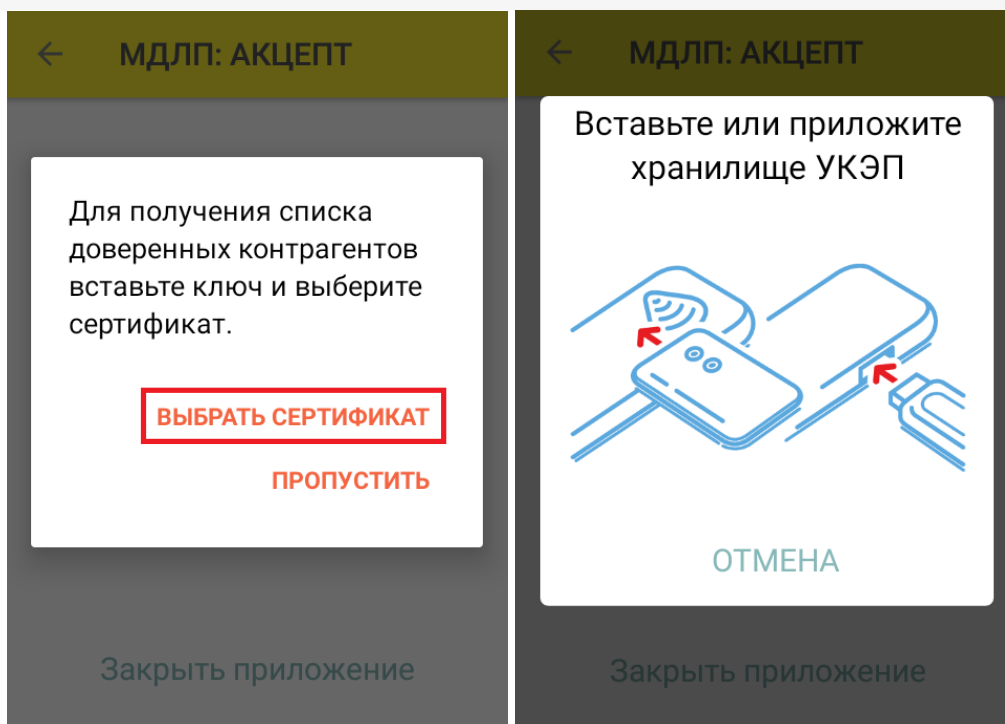 МДЛП: АКЦЕПТ
Для получения списка
доверенных контрагентов
вставьте ключ и выберите
сертификат.
ВЫБРАТЬ СЕРТИФИКАТ
ПРОПУСТИТЬ
Закрыть приложение
МДЛП: АКЦЕПТ
Вставьте или приложите
хранилище УКЭП
ОТМЕНА
Закрыть приложение